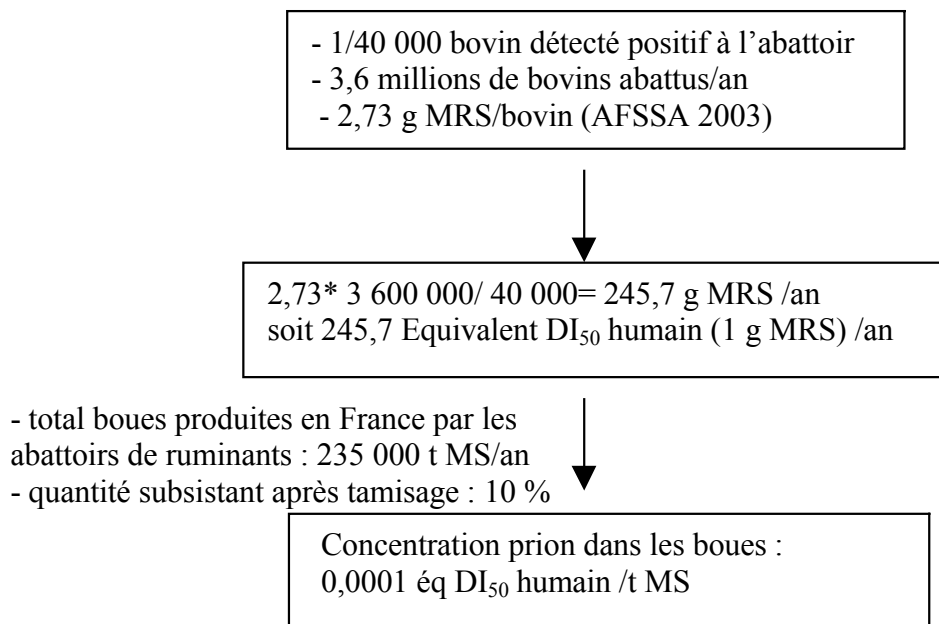 - 1/40 000 bovin détecté positif à l’abattoir
- 3,6 millions de bovins abattus/an
- 2,73 g MRS/bovin (AFSSA 2003)
2,73* 3 600 000/ 40 000= 245,7 g MRS /an
soit 245,7 Equivalent DI₅₀ humain (1 g MRS) /an
- total boues produites en France par les
abattoirs de ruminants : 235 000 t MS/an
- quantité subsistant après tamisage : 10 %
Concentration prion dans les boues :
0,0001 éq DI₅₀ humain /t MS